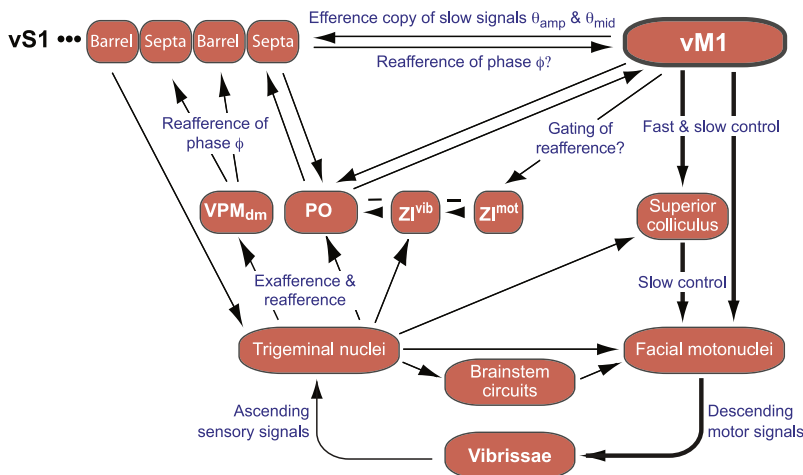 Efference copy of slow signals θamp & θmid
vS1 ••• Barrel Septa Barrel Septa
vM1
Reafference of phase ϕ?
Reafference of
phase ϕ
Gating of
reafference?
Fast & slow control
VPMdm
PO
–
ZIvib
–
ZImot
Superior
colliculus
Exafference &
reafference
Slow control
Trigeminal nuclei
Facial motonuclei
Brainstem
circuits
Ascending
sensory signals
Descending
motor signals
Vibrissae